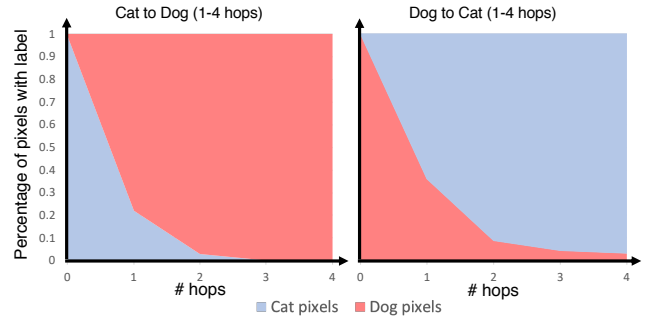 Cat to Dog (1-4 hops)
Dog to Cat (1-4 hops)
Percentage of pixels with label
1
0.9
0.8
0.7
0.6
0.5
0.4
0.3
0.2
0.1
0
0 1 2 3 4
0 1 2 3 4
# hops
# hops
Cat pixels
Dog pixels